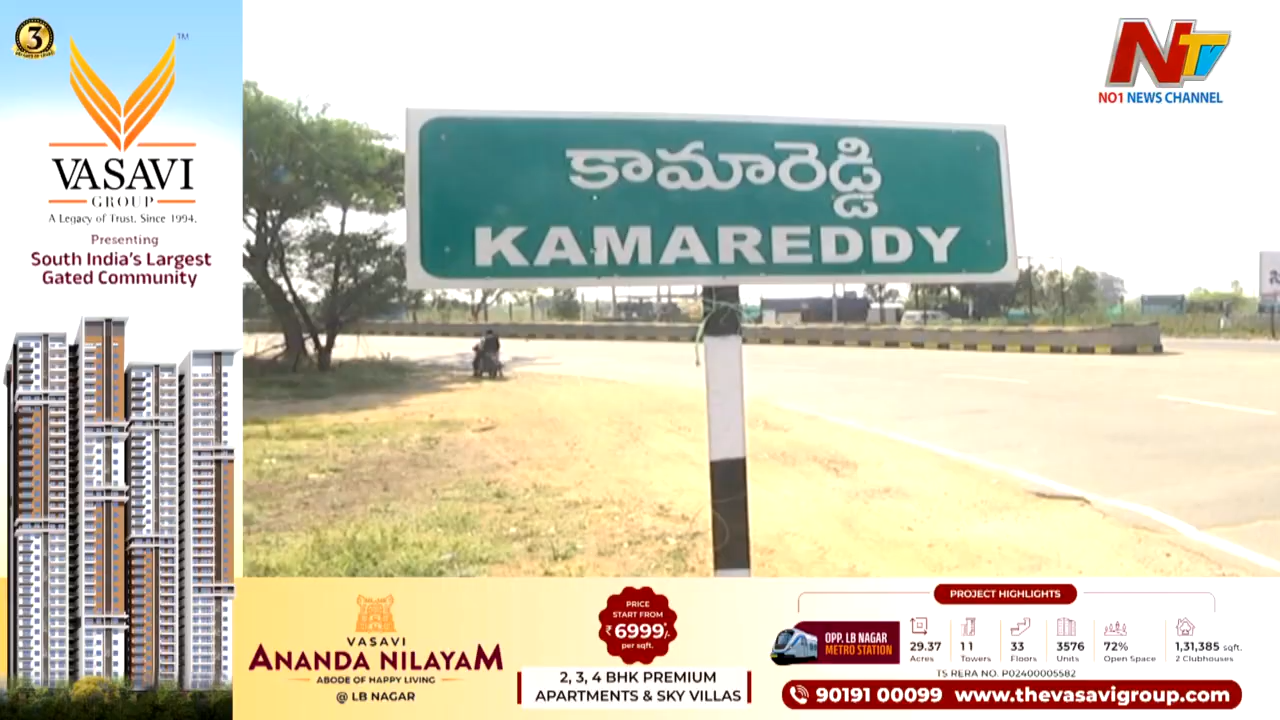 3
TM
VASAVI
GROUP
A Legacy of Trust. Since 1994.
Presenting
South India's Largest
Gated Community
NTV
NO1 NEWS CHANNEL
కామారెడ్డి
KAMAREDDY
VASAVI
ANANDA NILAYAM
ABODE OF HAPPY LIVING
@ LB NAGAR
PRICE
START FROM
₹6999*/-
per sqft.
2, 3, 4 BHK PREMIUM
APARTMENTS & SKY VILLAS
PROJECT HIGHLIGHTS
OPP. LB NAGAR
METRO STATION
29.37 11 33 3576 72% 1,31,385 sqft.
Acres Towers Floors Units Open Space 2 Clubhouses
TS RERA NO. P02400005582
90191 00099 www.thevasavigroup.com